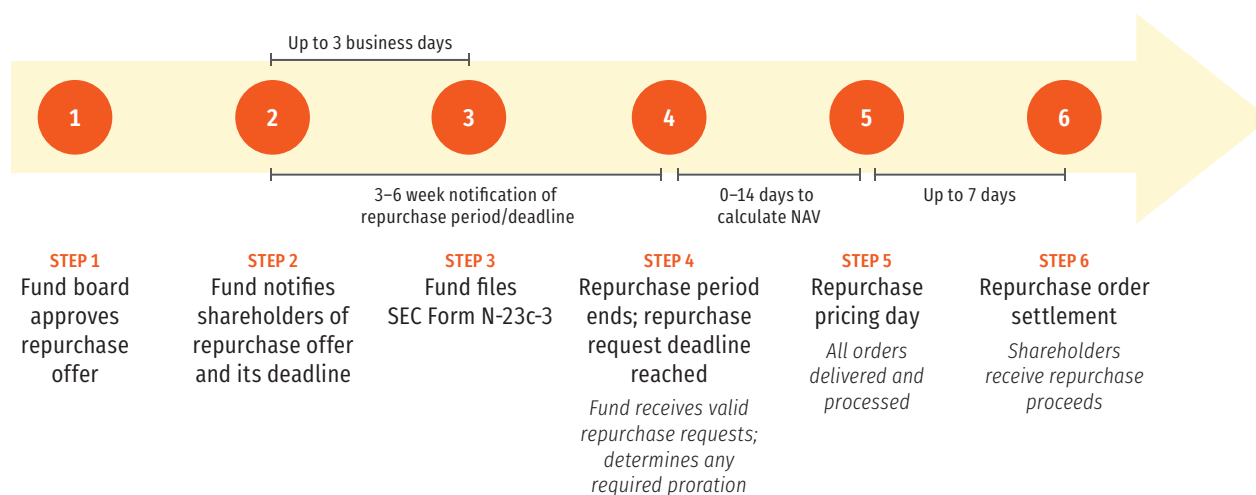 Up to 3 business days
1
2
3
4
5
6
3–6 week notification of
repurchase period/deadline
0–14 days to
calculate NAV
Up to 7 days
STEP 1
Fund board
approves
repurchase
offer
STEP 2
Fund notifies
shareholders of
repurchase offer
and its deadline
STEP 3
Fund files
SEC Form N-23c-3
STEP 4
Repurchase period
ends; repurchase
request deadline
reached
Fund receives valid
repurchase requests;
determines any
required proration
STEP 5
Repurchase
pricing day
All orders
delivered and
processed
STEP 6
Repurchase order
settlement
Shareholders
receive repurchase
proceeds